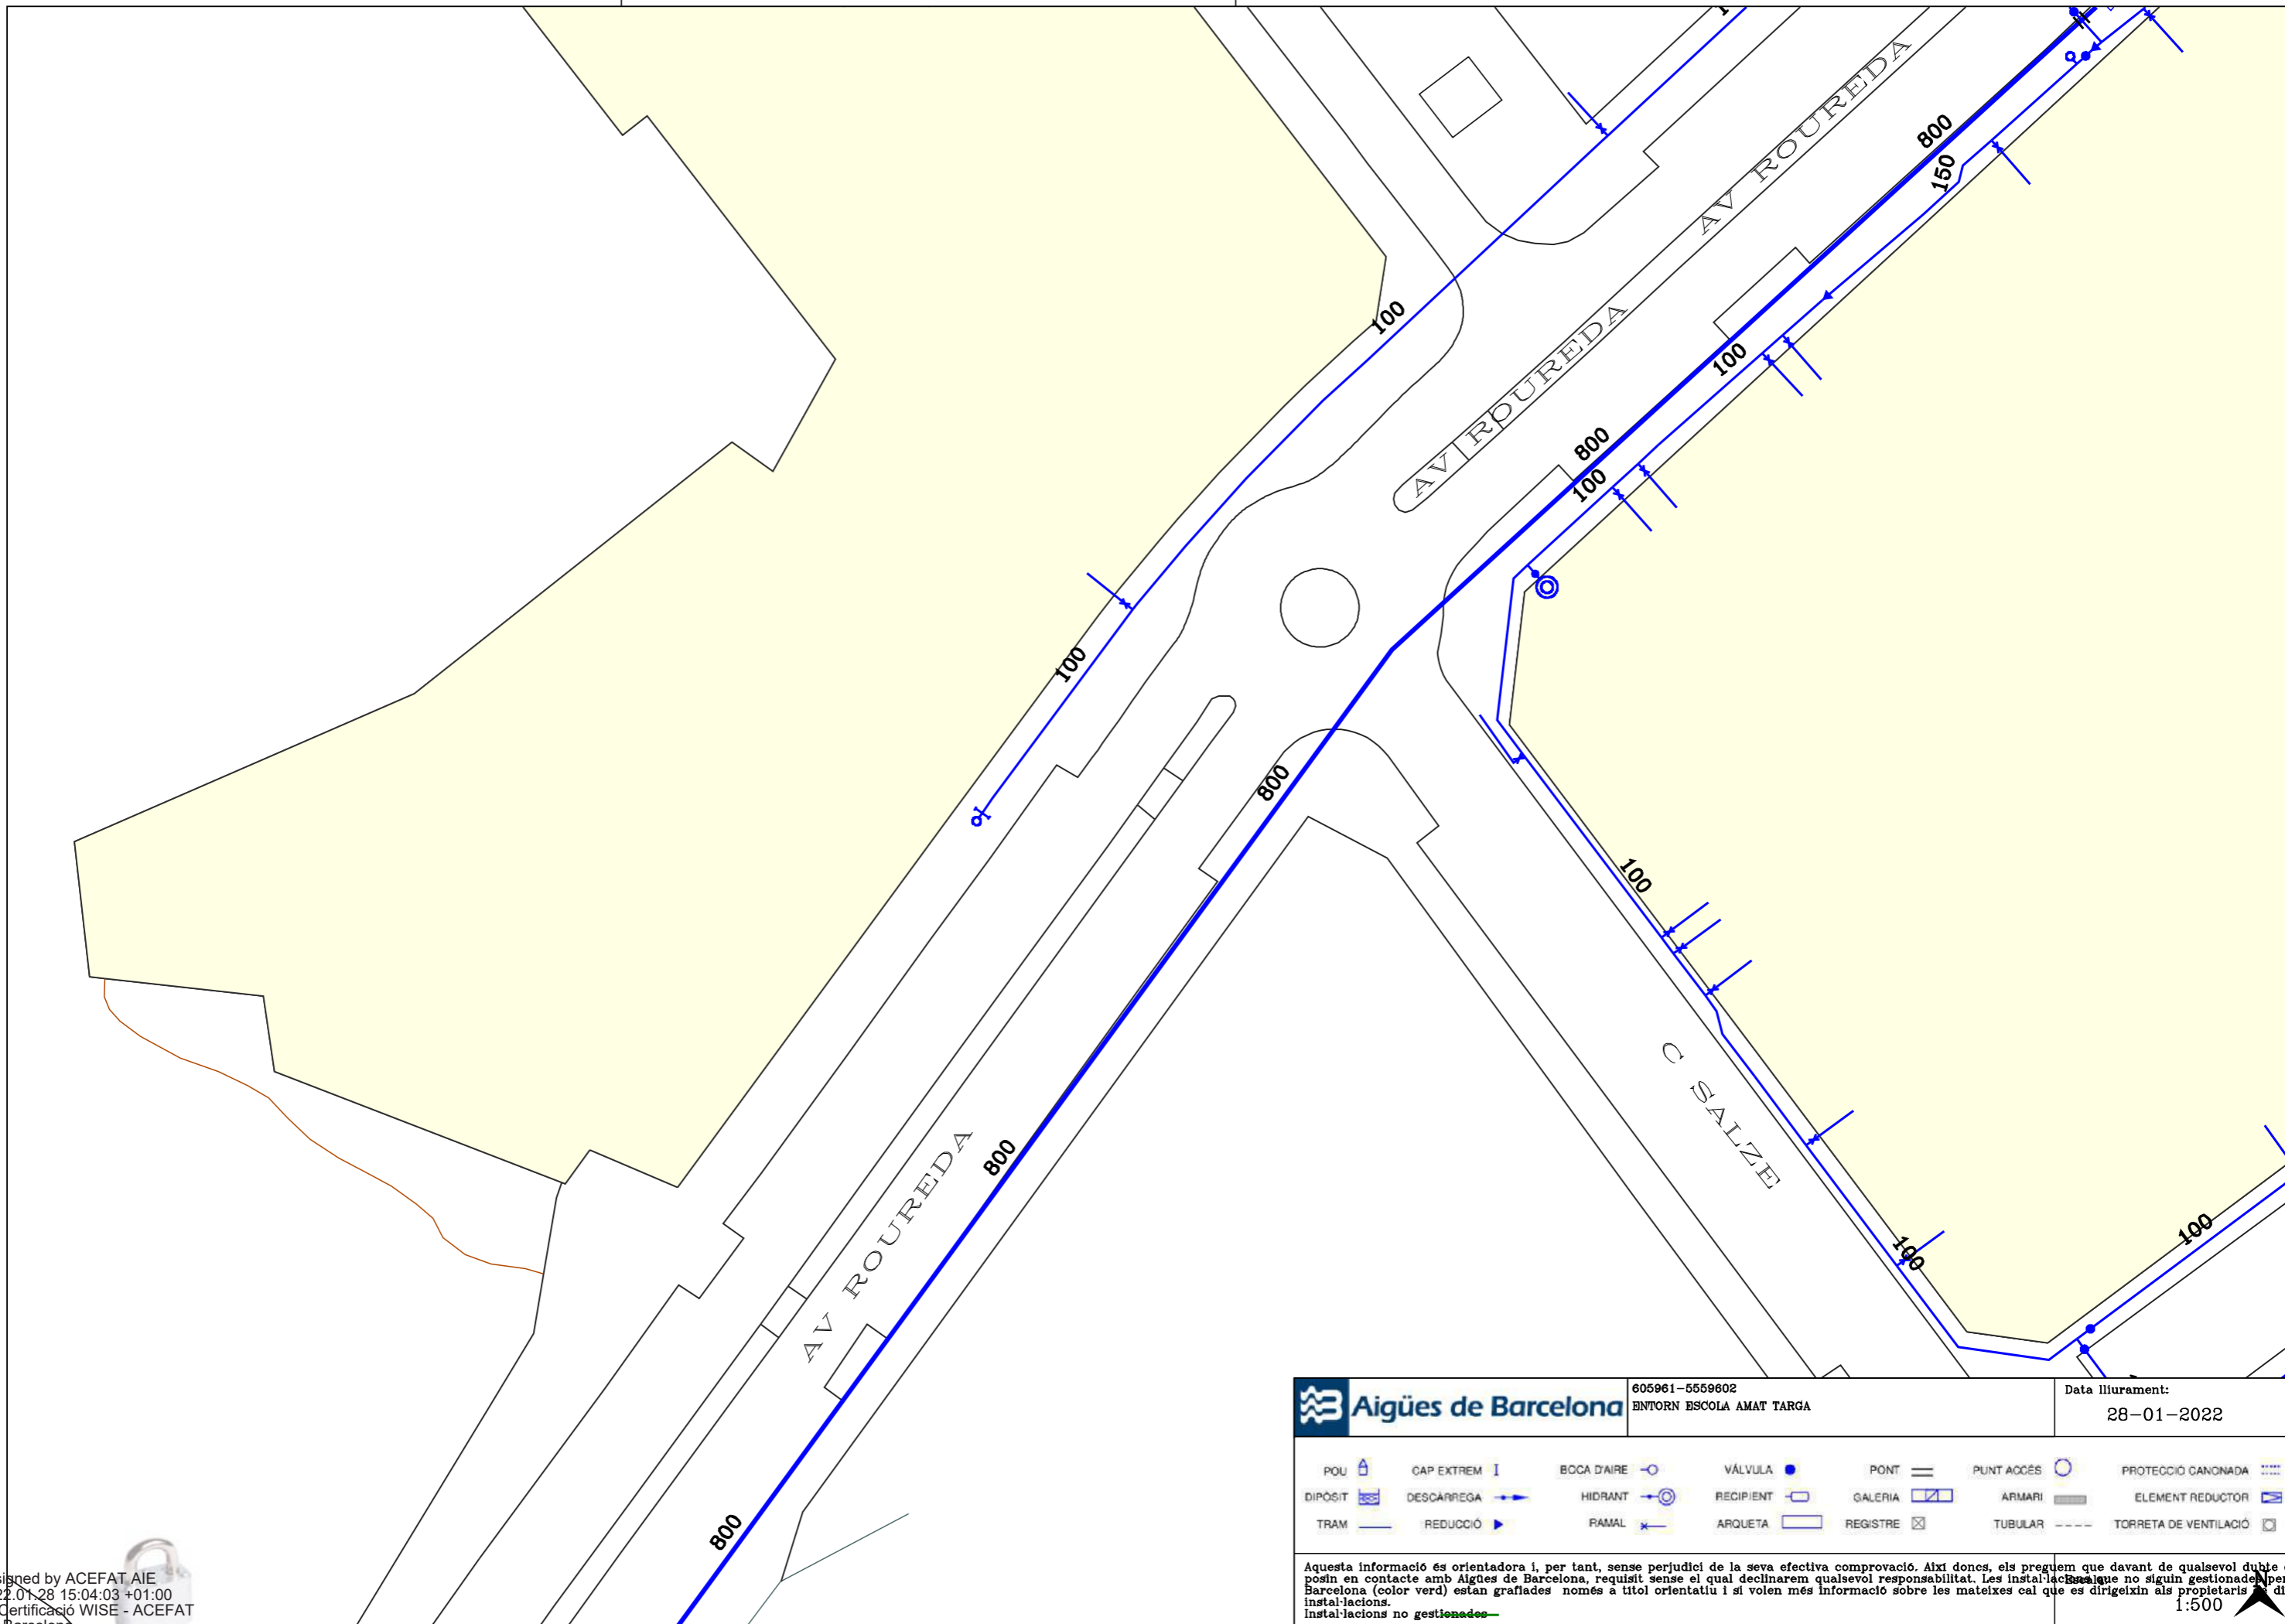 AV ROUREDA
800
150
100
AV ROUREDA
800
100
100
100
800
100
800
AV ROUREDA
C SALZE
100
100
800
Aigües de Barcelona
605961-5559602
ENTORN ESCOLA AMAT TARGA
Data lliurament:
28-01-2022
POU CAP EXTREM BOCA D'AIRE VÀLVULA PONT PUNT ACCÉS PROTECCIÓ CANONADA
DIPÒSIT DESCÀRREGA HIDRANT RECIPIENT GALERIA ARMARI ELEMENT REDUCTOR
TRAM REDUCCIÓ RAMAL ARQUETA REGISTRE TUBULAR TORRETA DE VENTILACIÓ
Aquesta informació és orientadora i, per tant, sense perjudici de la seva efectiva comprovació. Així doncs, els preguem que davant de qualsevol dubte
posin en contacte amb Aigües de Barcelona, requisit sense el qual declinarem qualsevol responsabilitat. Les instal·lacions que no siguin gestionades per
Barcelona (color verd) estan grafiades només a títol orientatiu i si volen més informació sobre les mateixes cal que es dirigeixin als propietaris
instal·lacions.
Instal·lacions no gestionades
Escala:
1:500
N
igned by ACEFAT AIE
22.01.28 15:04:03 +01:00
Certificació WISE - ACEFAT
Barcelona